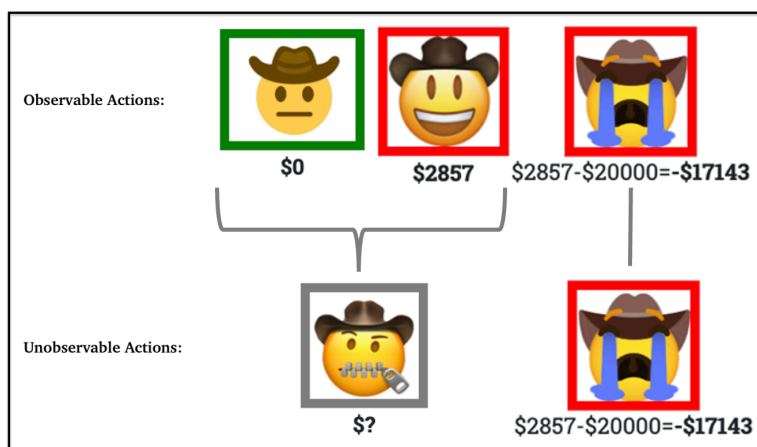 Observable Actions:
$0
$2857
$2857-$20000=-$17143
Unobservable Actions:
$?
$2857-$20000=-$17143